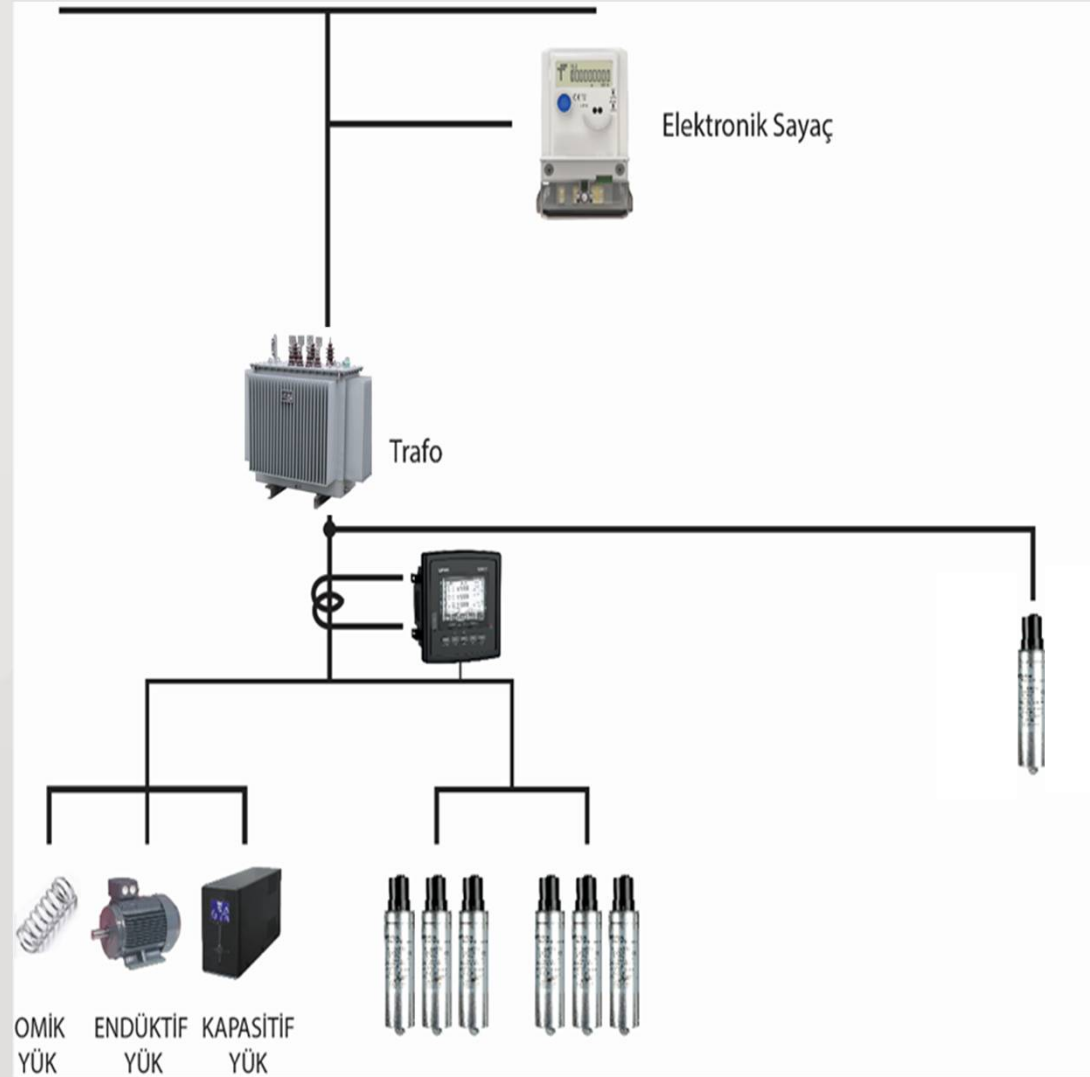 Elektronik Sayaç
Trafo
OMİK
YÜK
ENDÜKTİF
YÜK
KAPASİTİF
YÜK